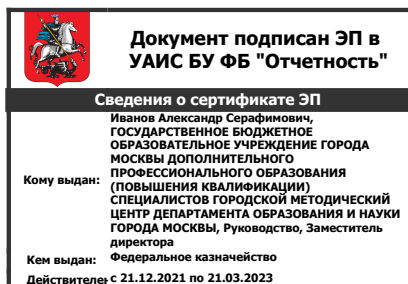 Документ подписан ЭП в
УАИС БУ ФБ "Отчетность"
Сведения о сертификате ЭП
Кому выдан:
Иванов Александр Серафимович,
ГОСУДАРСТВЕННОЕ БЮДЖЕТНОЕ
ОБРАЗОВАТЕЛЬНОЕ УЧРЕЖДЕНИЕ ГОРОДА
МОСКВЫ ДОПОЛНИТЕЛЬНОГО
ПРОФЕССИОНАЛЬНОГО ОБРАЗОВАНИЯ
(ПОВЫШЕНИЯ КВАЛИФИКАЦИИ)
СПЕЦИАЛИСТОВ ГОРОДСКОЙ МЕТОДИЧЕСКИЙ
ЦЕНТР ДЕПАРТАМЕНТА ОБРАЗОВАНИЯ И НАУКИ
ГОРОДА МОСКВЫ, Руководство, Заместитель
директора
Кем выдан: Федеральное казначейство
Действителен с 21.12.2021 по 21.03.2023